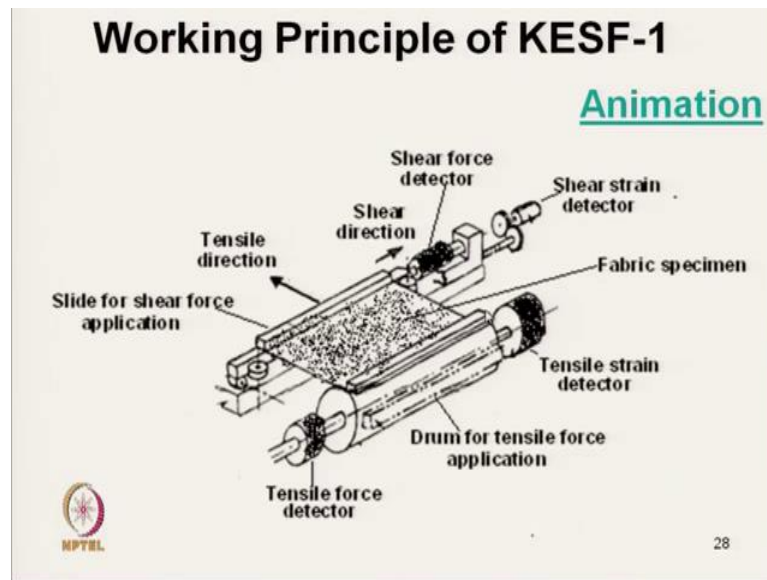 Working Principle of KESF-1
Animation
Shear force
detector
Shear strain
detector
Shear
direction
Tensile
direction
Fabric specimen
Slide for shear force
application
Tensile strain
detector
Drum for tensile force
application
Tensile force
detector
NPTEL
28